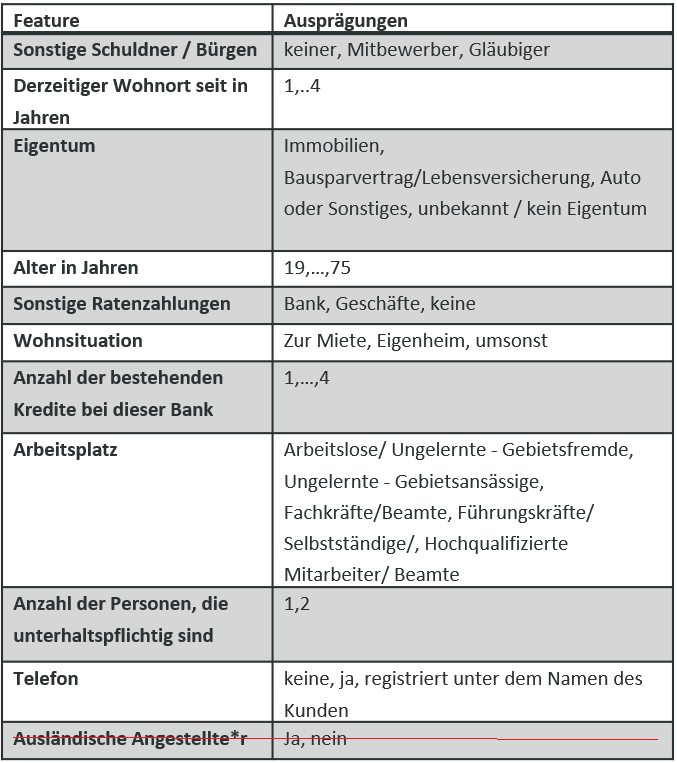 Feature Ausprägungen
Sonstige Schuldner / Bürgen keiner, Mitbewerber, Gläubiger
Derzeitiger Wohnort seit in 1,..4
Jahren
Eigentum Immobilien,
Bausparvertrag/Lebensversicherung, Auto
oder Sonstiges, unbekannt / kein Eigentum
Alter in Jahren 19,...,75
Sonstige Ratenzahlungen Bank, Geschäfte, keine
Wohnsituation Zur Miete, Eigenheim, umsonst
Anzahl der bestehenden 1,...,4
Kredite bei dieser Bank
Arbeitsplatz Arbeitslose/ Ungelernte - Gebietsfremde,
Ungelernte - Gebietsansässige,
Fachkräfte/Beamte, Führungskräfte/
Selbstständige/, Hochqualifizierte
Mitarbeiter/ Beamte
Anzahl der Personen, die 1,2
unterhaltspflichtig sind
Telefon keine, ja, registriert unter dem Namen des
Kunden
Ausländische Angestellte*r Ja, nein